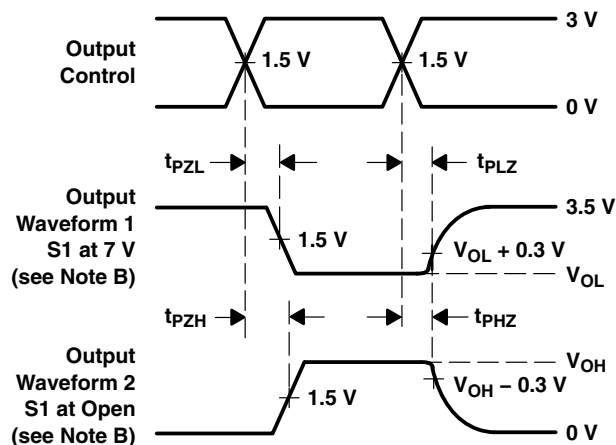 Output
Control
3 V
1.5 V
1.5 V
0 V
tPZL
tPLZ
Output
Waveform 1
S1 at 7 V
(see Note B)
3.5 V
1.5 V
VOL + 0.3 V
VOL
tPZH
tPHZ
Output
Waveform 2
S1 at Open
(see Note B)
VOH
VOH − 0.3 V
1.5 V
0 V